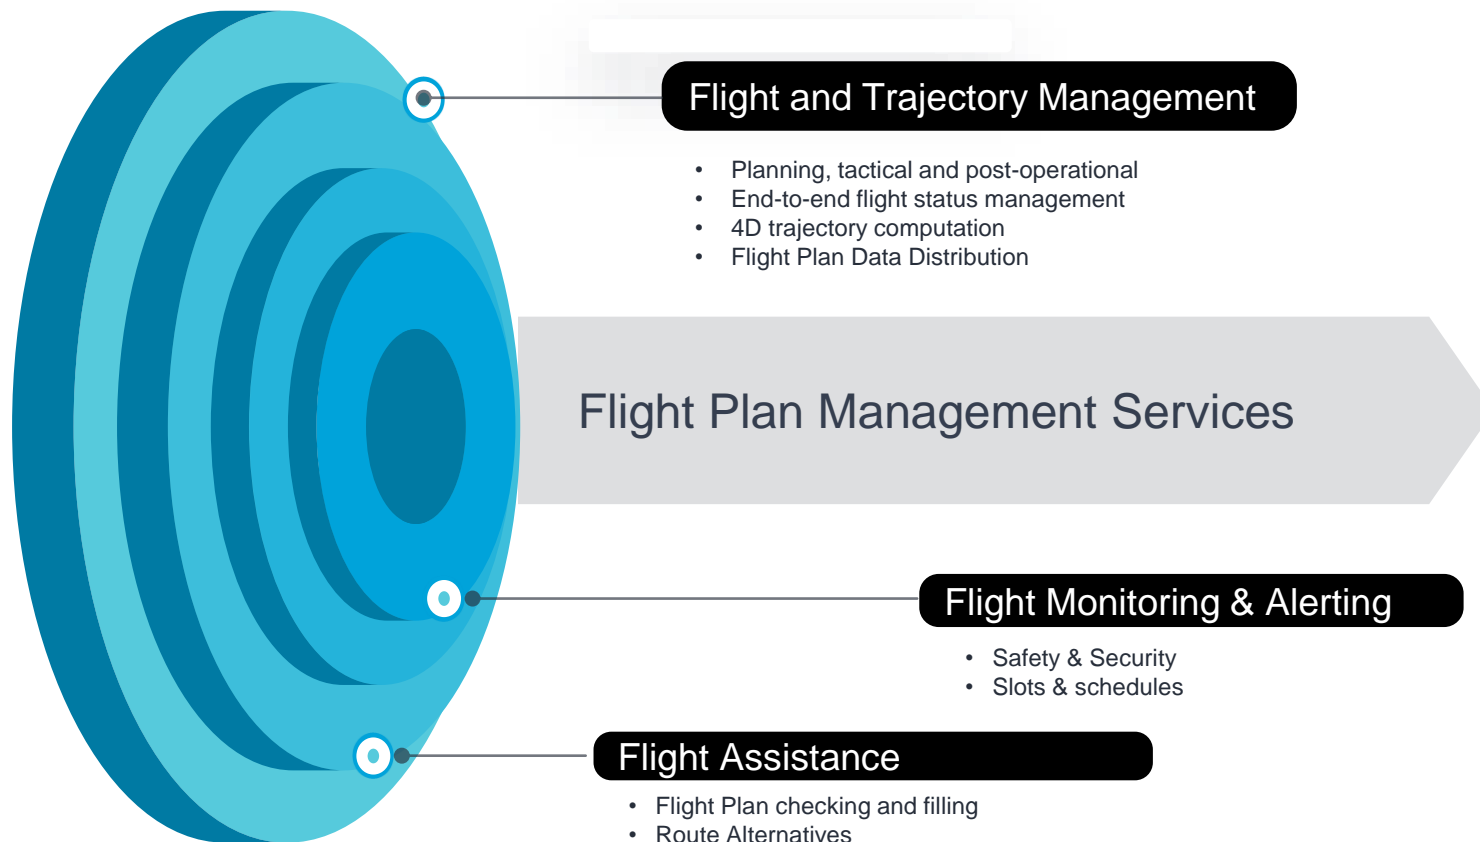 Flight and Trajectory Management
• Planning, tactical and post-operational
• End-to-end flight status management
• 4D trajectory computation
• Flight Plan Data Distribution
Flight Plan Management Services
Flight Monitoring & Alerting
• Safety & Security
• Slots & schedules
Flight Assistance
• Flight Plan checking and filling
• Route Alternatives